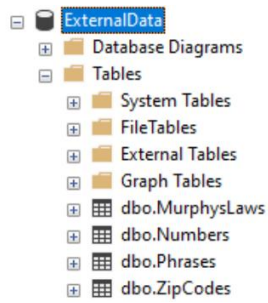 ExternalData
Database Diagrams
Tables
System Tables
FileTables
External Tables
Graph Tables
dbo.MurphysLaws
dbo.Numbers
dbo.Phrases
dbo.ZipCodes